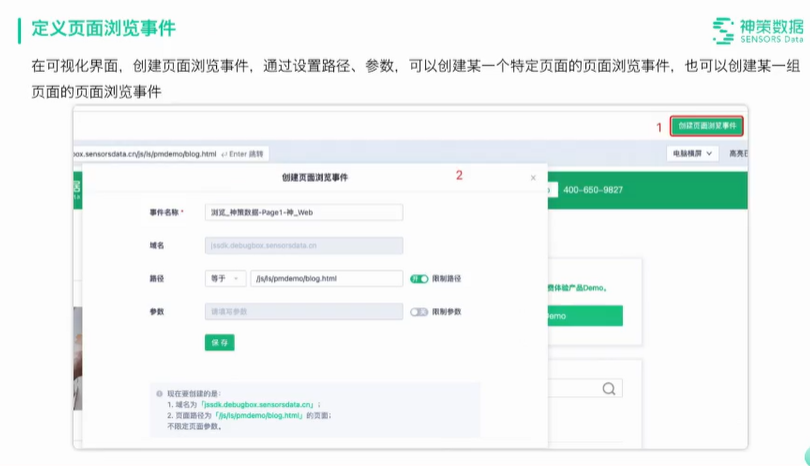 定义页面浏览事件
神策数据
SENSORS Data
在可视化界面，创建页面浏览事件，通过设置路径、参数，可以创建某一个特定页面的页面浏览事件，也可以创建某一组
页面的页面浏览事件
1 创建页面浏览事件
box.sensorsdata.cn/js/ls/pmdemo/blog.html ↵ Enter 跳转
电脑横屏
创建页面浏览事件 2 ×
400-650-9827
事件名称 * 浏览_神策数据-Page1-神_Web
域名 jssdk.debugbox.sensorsdata.cn
路径 等于 /js/ls/pmdemo/blog.html 开 限制路径
费体验产品Demo。
参数 请填写参数 关 限制参数
Demo
保存
现在要创建的是：
1. 域名为「jssdk.debugbox.sensorsdata.cn」；
2. 页面路径为「/js/ls/pmdemo/blog.html」的页面；
不限定页面参数。